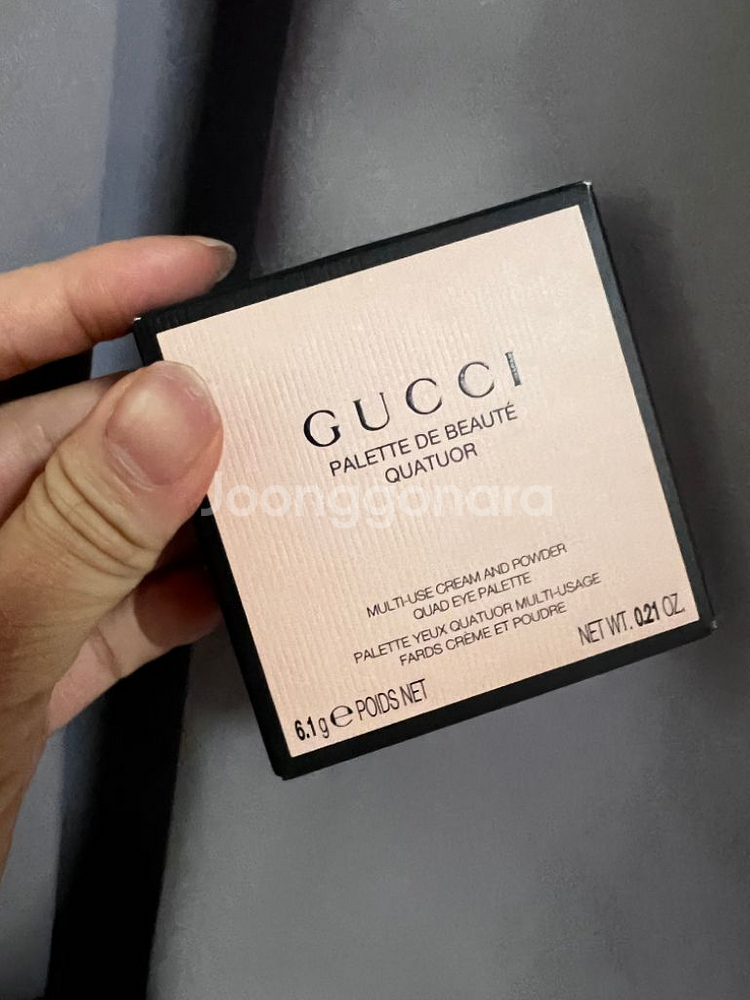 GUCCI
PALETTE DE BEAUTÉ
QUATUOR
Joonggonara
MULTI-USE CREAM AND POWDER
QUAD EYE PALETTE
PALETTE YEUX QUATUOR MULTI-USAGE
FARDS CRÈME ET POUDRE
6.1 g ℮ POIDS NET
NET WT. 0.21 OZ.